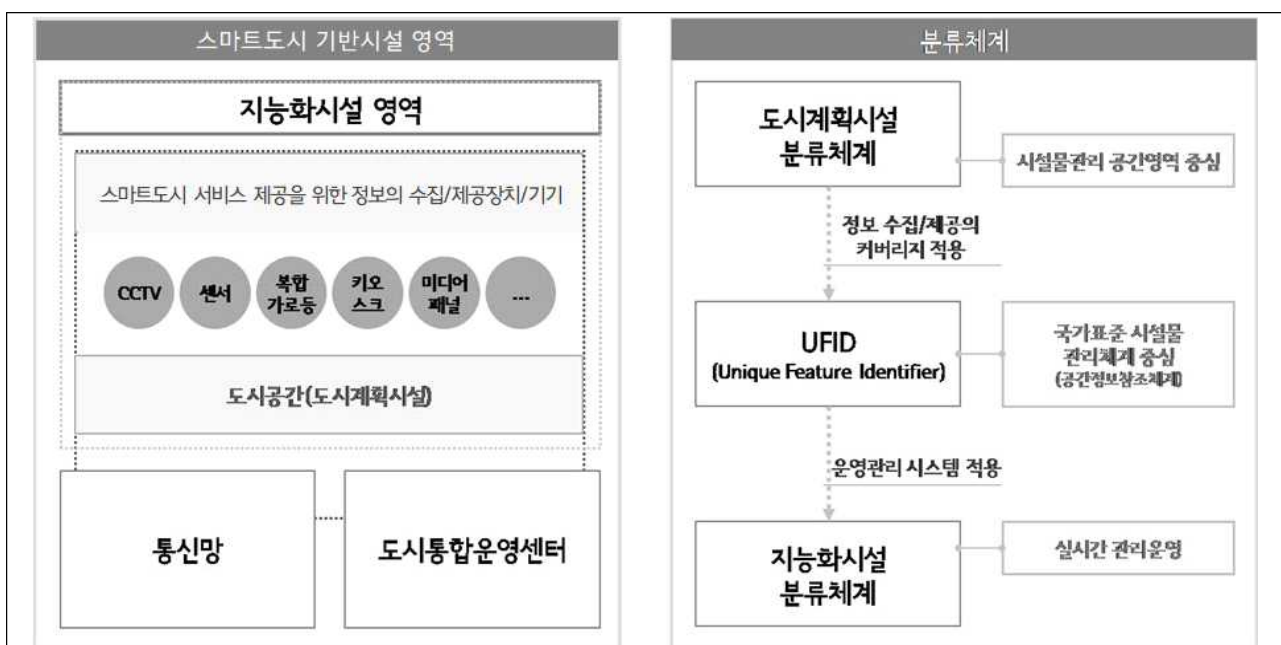 스마트도시 기반시설 영역
지능화시설 영역
스마트도시 서비스 제공을 위한 정보의 수집/제공장치/기기
CCTV
센서
복합
가로등
키오
스크
미디어
패널
...
도시공간(도시계획시설)
통신망
도시통합운영센터
분류체계
도시계획시설
분류체계
시설물관리 공간영역 중심
정보 수집/제공의
커버리지 적용
UFID
(Unique Feature Identifier)
국가표준 시설물
관리체계 중심
(공간정보참조체계)
운영관리 시스템 적용
지능화시설
분류체계
실시간 관리운영